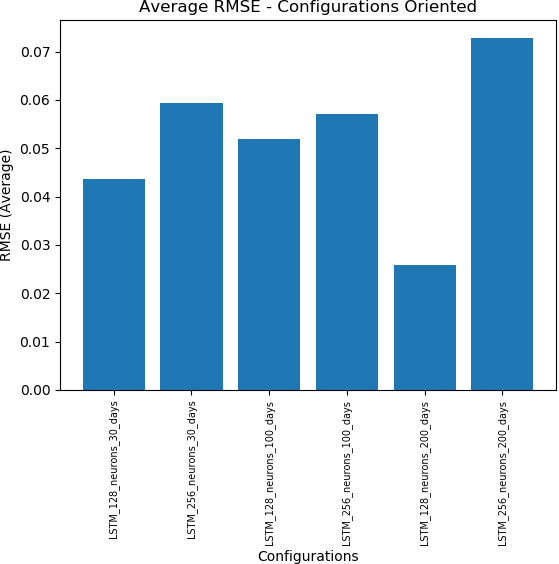 Average RMSE - Configurations Oriented
RMSE (Average)
0.07
0.06
0.05
0.04
0.03
0.02
0.01
0.00
LSTM_128_neurons_30_days
LSTM_256_neurons_30_days
LSTM_128_neurons_100_days
LSTM_256_neurons_100_days
LSTM_128_neurons_200_days
LSTM_256_neurons_200_days
Configurations